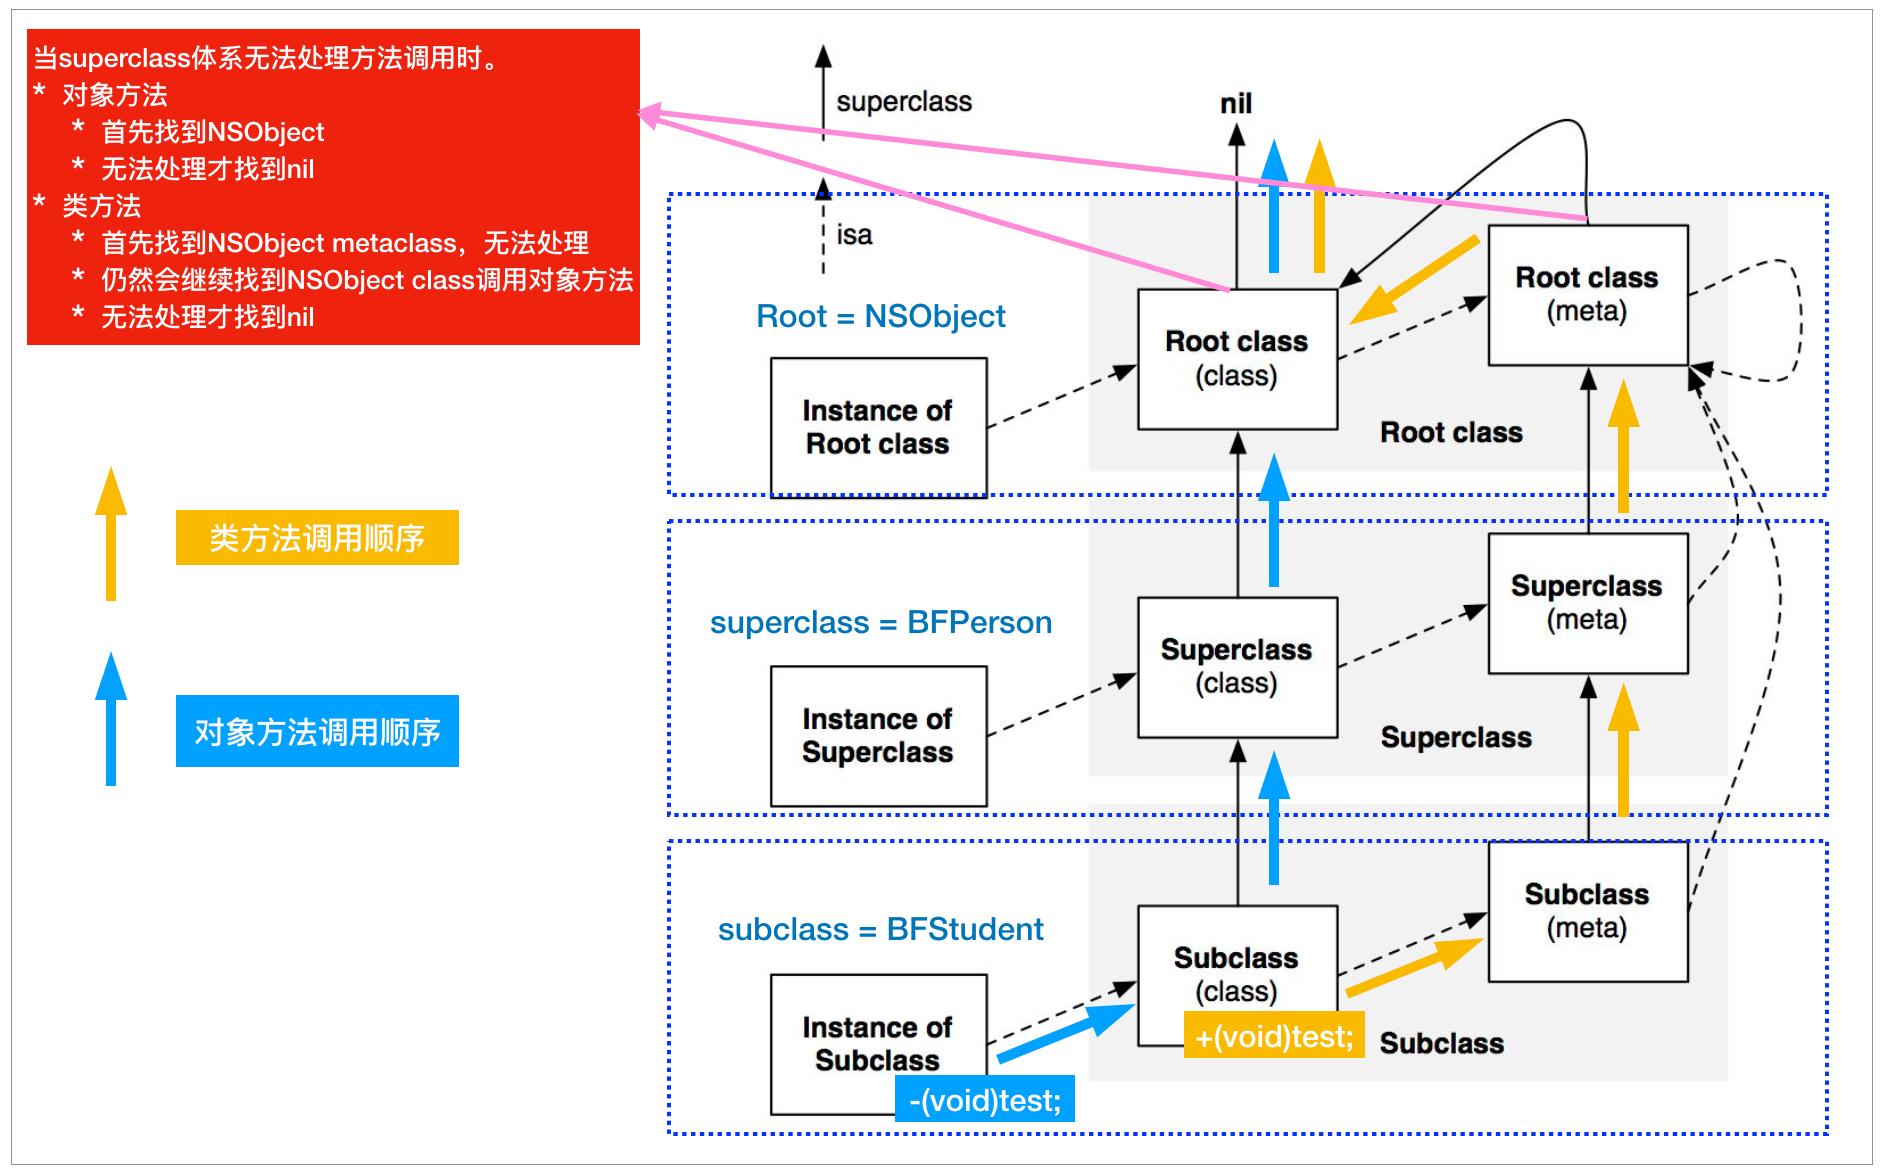 当superclass体系无法处理方法调用时。
* 对象方法
* 首先找到NSObject
* 无法处理才找到nil
* 类方法
* 首先找到NSObject metaclass，无法处理
* 仍然会继续找到NSObject class调用对象方法
* 无法处理才找到nil
superclass
isa
nil
Root = NSObject
Instance of
Root class
Root class
(class)
Root class
(meta)
Root class
类方法调用顺序
对象方法调用顺序
superclass = BFPerson
Instance of
Superclass
Superclass
(class)
Superclass
(meta)
Superclass
subclass = BFStudent
Instance of
Subclass
-(void)test;
Subclass
(class)
+(void)test;
Subclass
(meta)
Subclass